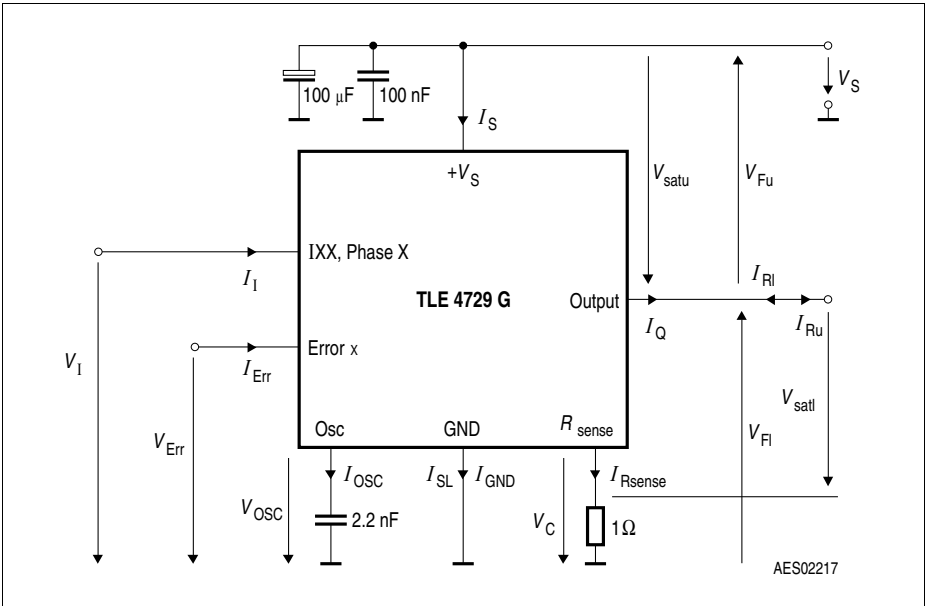 100 μF
100 nF
I_S
V_S
+V_S
V_satu
V_Fu
IXX, Phase X
I_I
TLE 4729 G
Output
I_Rl
I_Q
I_Ru
Error x
I_Err
V_I
V_Err
V_satl
V_Fl
Osc
GND
R_sense
I_OSC
I_SL
I_GND
I_Rsense
V_OSC
2.2 nF
V_C
1Ω
AES02217